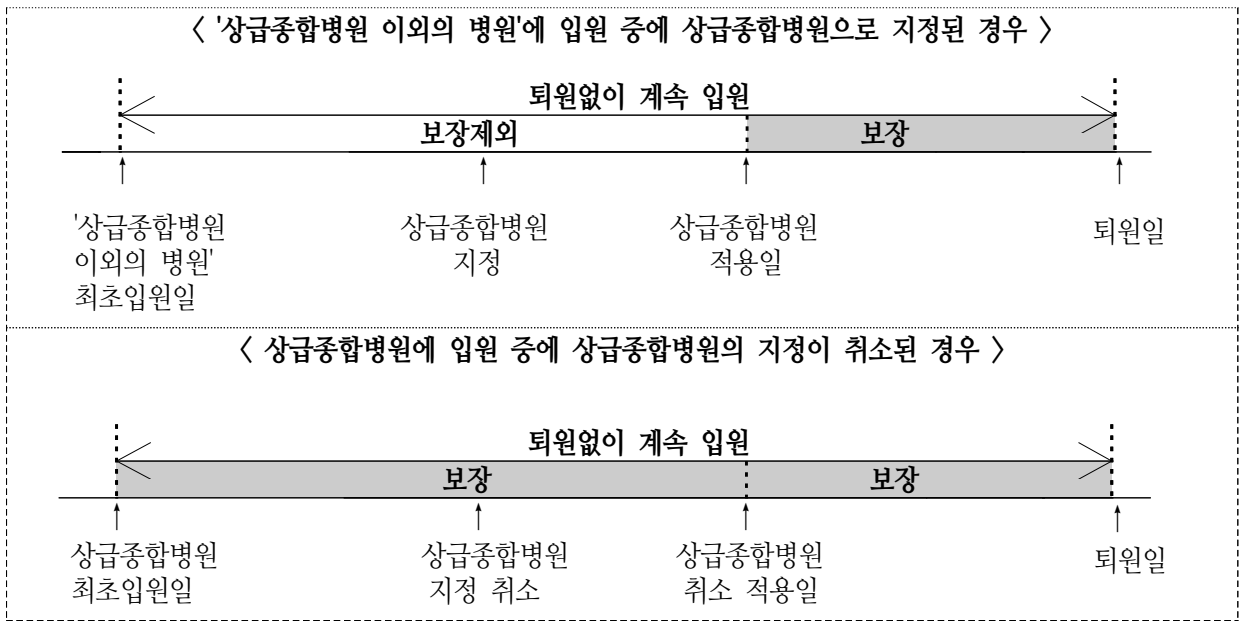 < '상급종합병원 이외의 병원'에 입원 중에 상급종합병원으로 지정된 경우 >
퇴원없이 계속 입원
보장제외
보장
'상급종합병원
이외의 병원'
최초입원일
상급종합병원
지정
상급종합병원
적용일
퇴원일
< 상급종합병원에 입원 중에 상급종합병원의 지정이 취소된 경우 >
퇴원없이 계속 입원
보장
보장
상급종합병원
최초입원일
상급종합병원
지정 취소
상급종합병원
취소 적용일
퇴원일